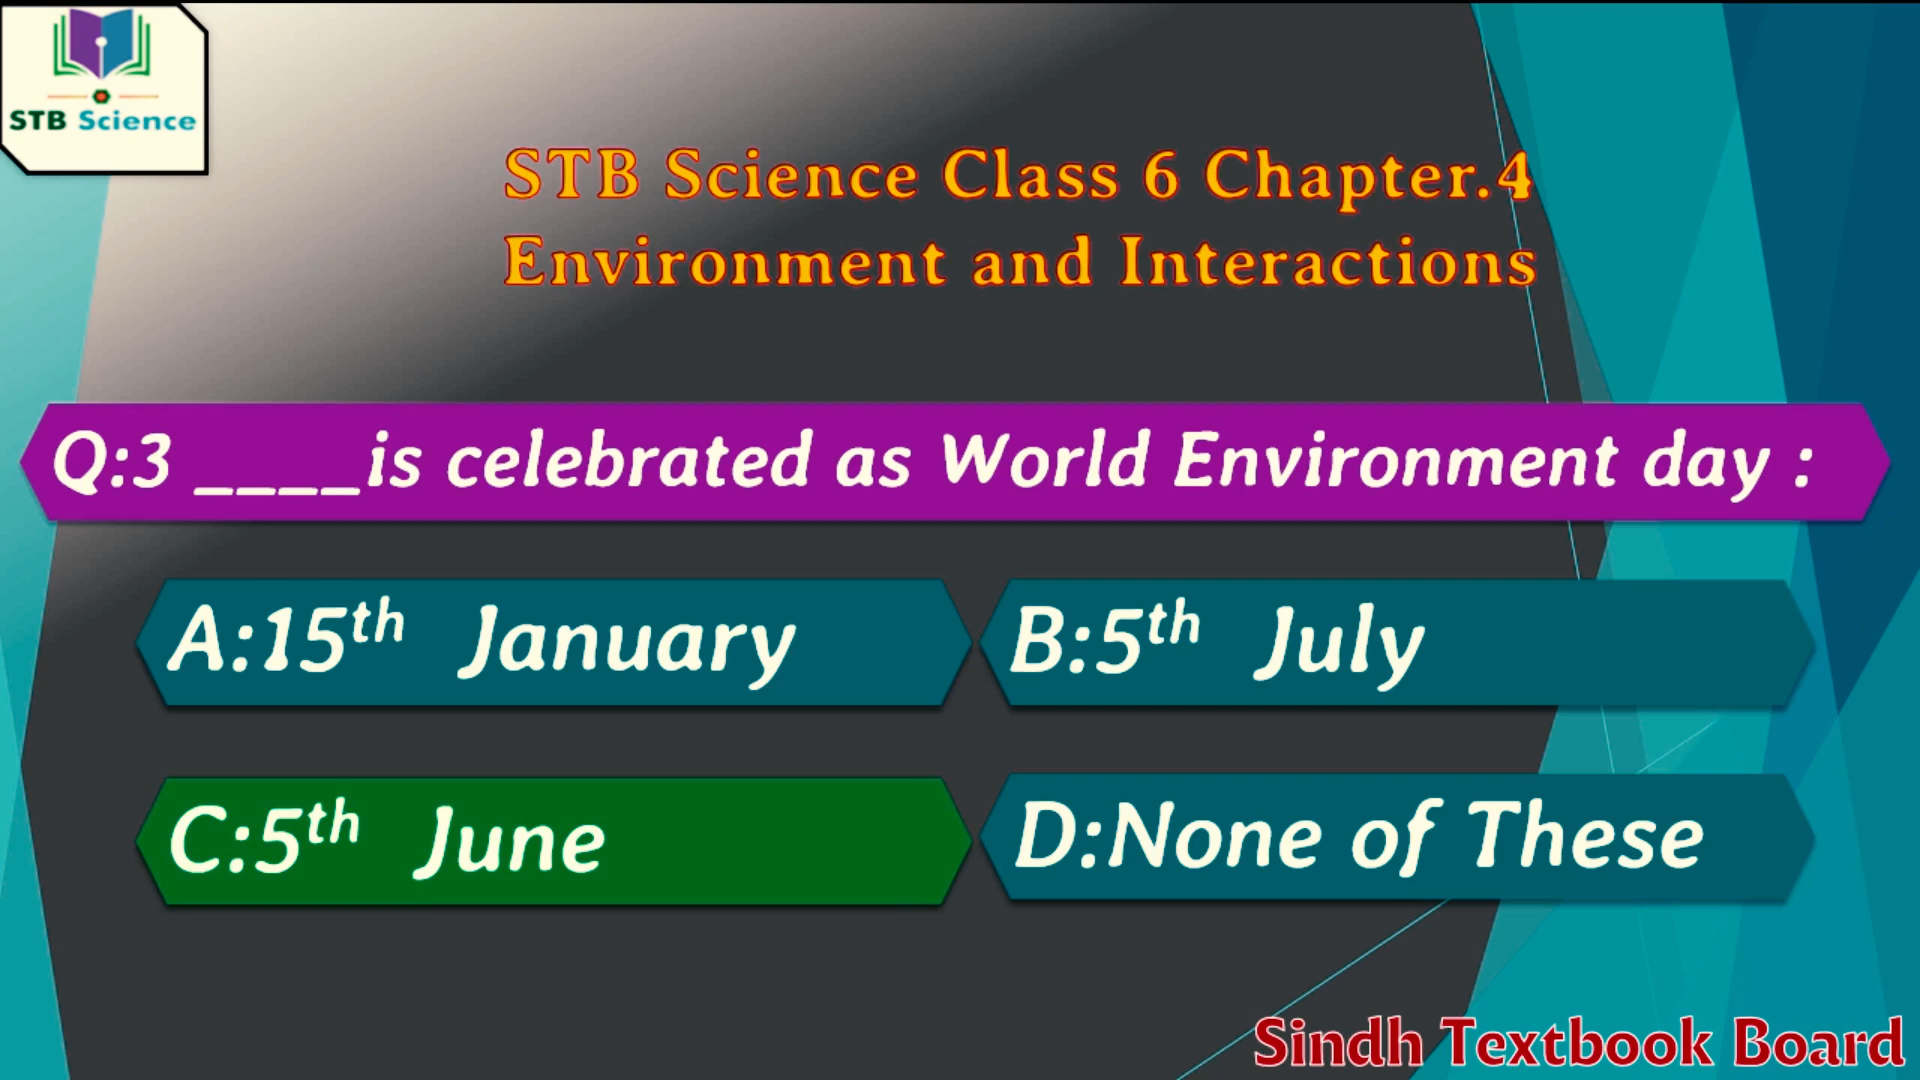 STB Science
STB Science Class 6 Chapter.4
Environment and Interactions
Q:3 ____is celebrated as World Environment day :
A:15th January
B:5th July
C:5th June
D:None of These
Sindh Textbook Board